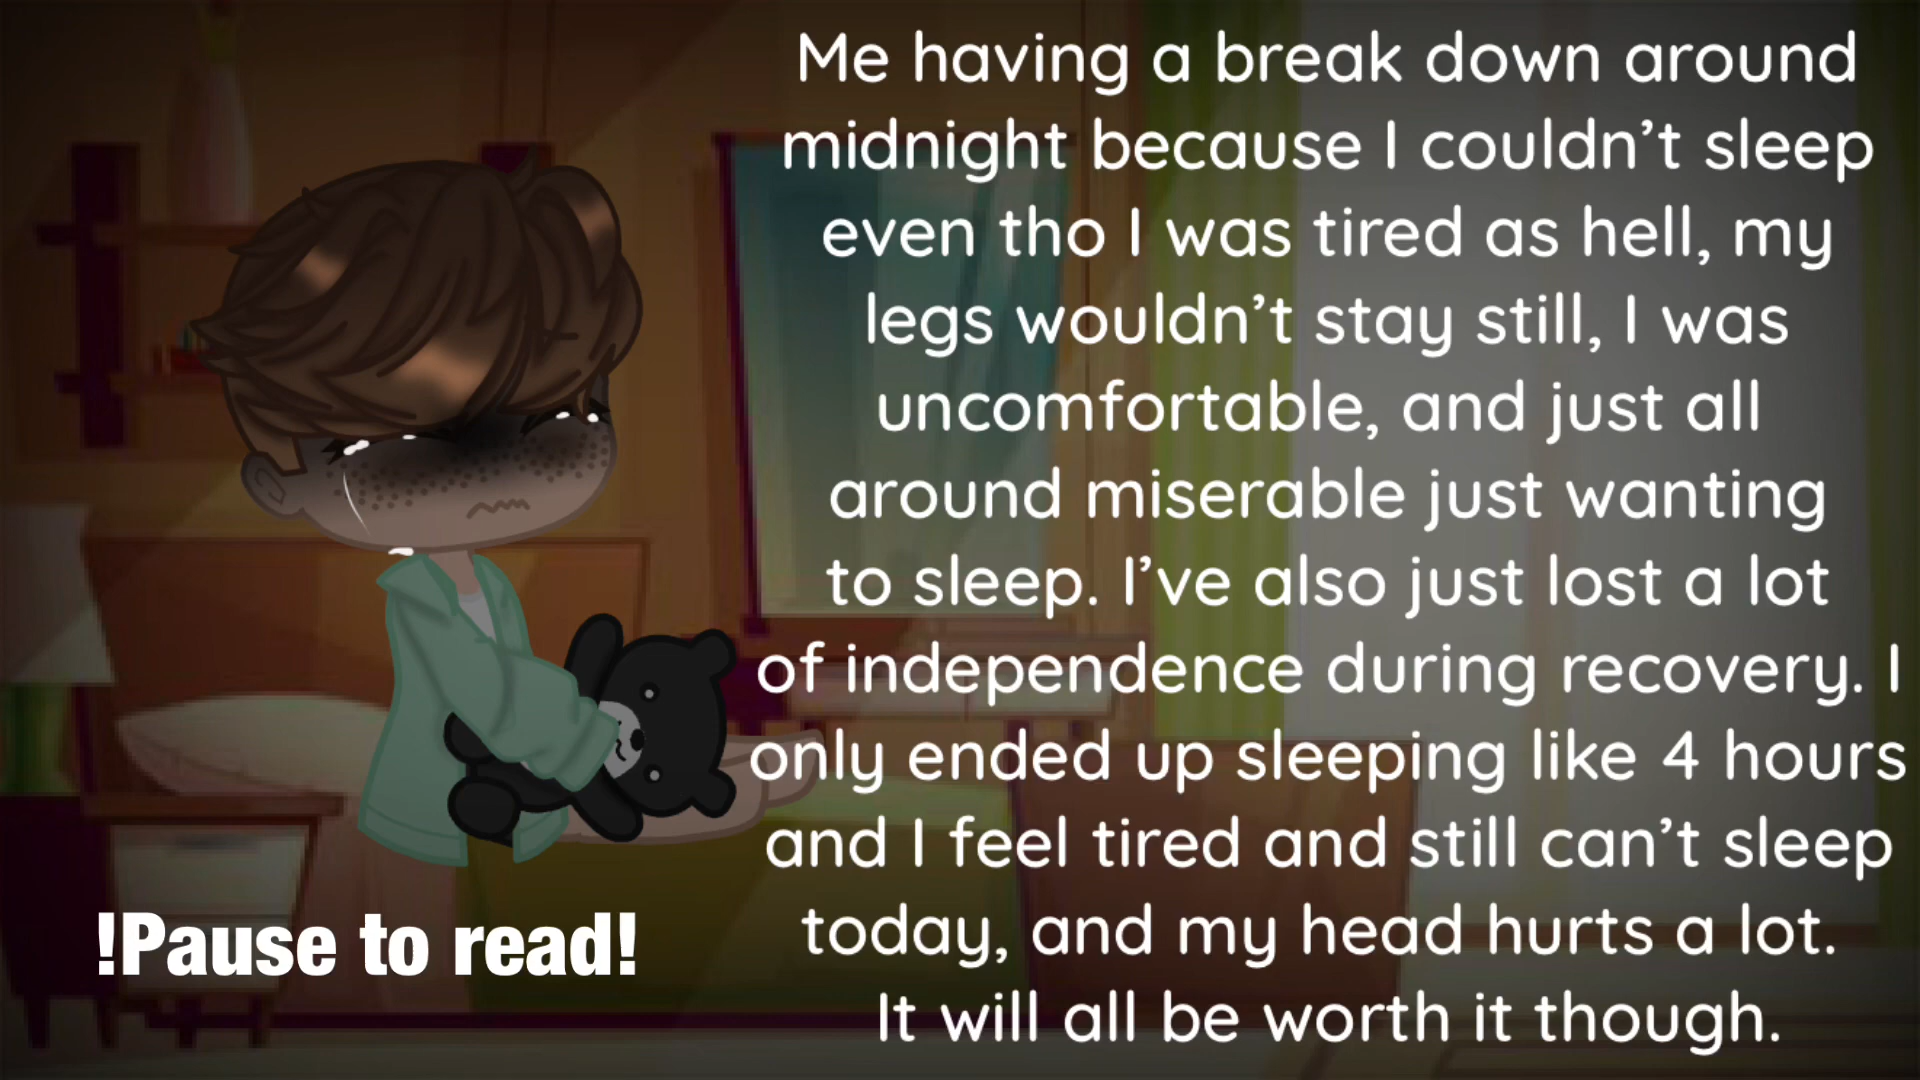 Me having a break down around
midnight because I couldn’t sleep
even tho I was tired as hell, my
legs wouldn’t stay still, I was
uncomfortable, and just all
around miserable just wanting
to sleep. I’ve also just lost a lot
of independence during recovery. I
only ended up sleeping like 4 hours
and I feel tired and still can’t sleep
today, and my head hurts a lot.
It will all be worth it though.
!Pause to read!